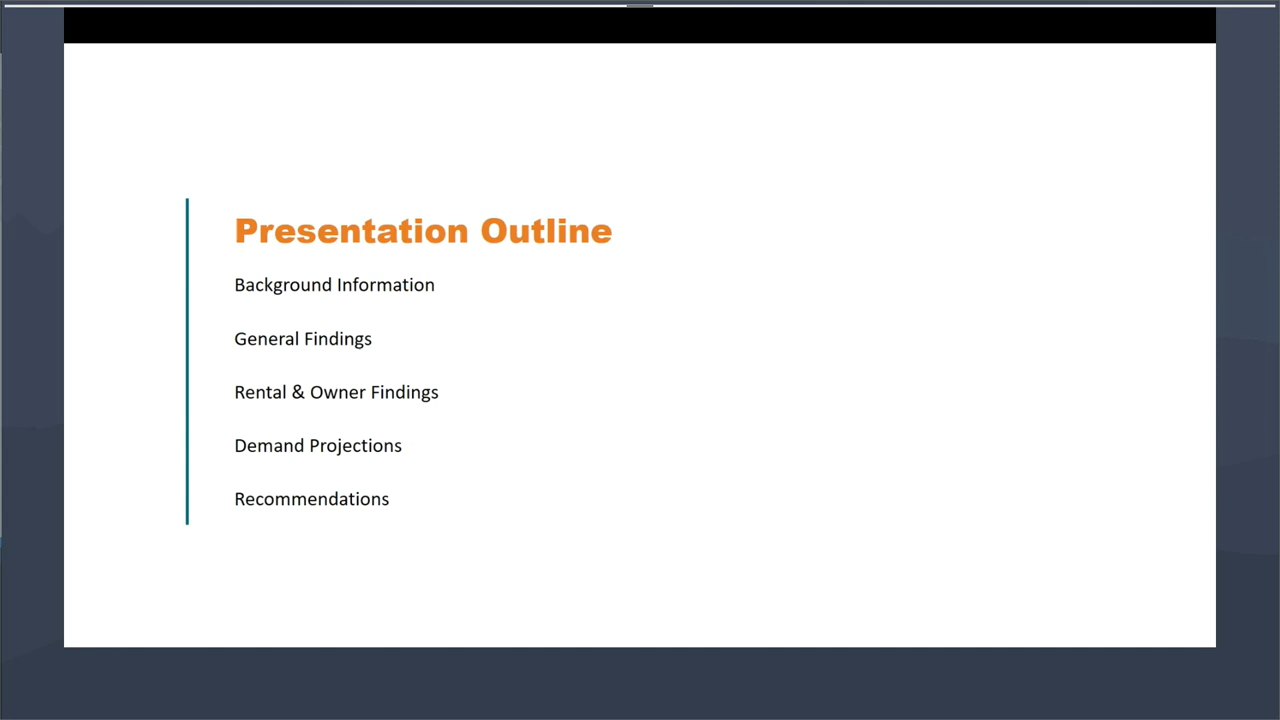 Presentation Outline
Background Information
General Findings
Rental & Owner Findings
Demand Projections
Recommendations